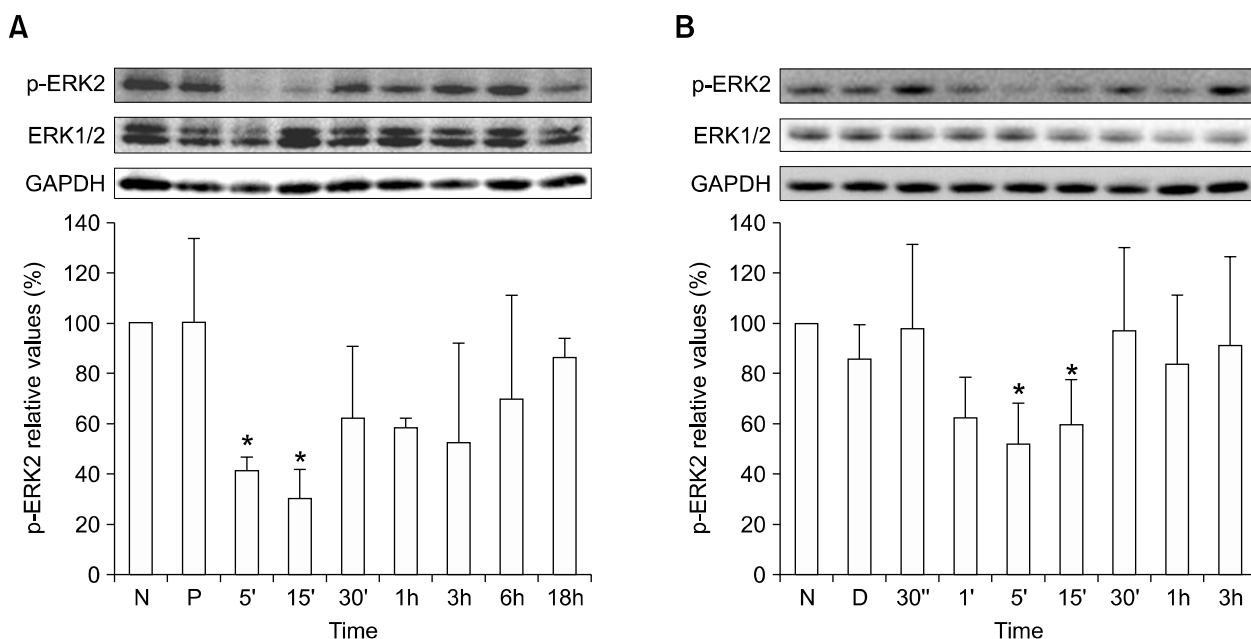 A
p-ERK2
ERK1/2
GAPDH
p-ERK2 relative values (%)
140
120
100
80
60
40
20
0
* *
N P 5' 15' 30' 1h 3h 6h 18h
Time
B
p-ERK2
ERK1/2
GAPDH
p-ERK2 relative values (%)
140
120
100
80
60
40
20
0
* *
N D 30" 1' 5' 15' 30' 1h 3h
Time